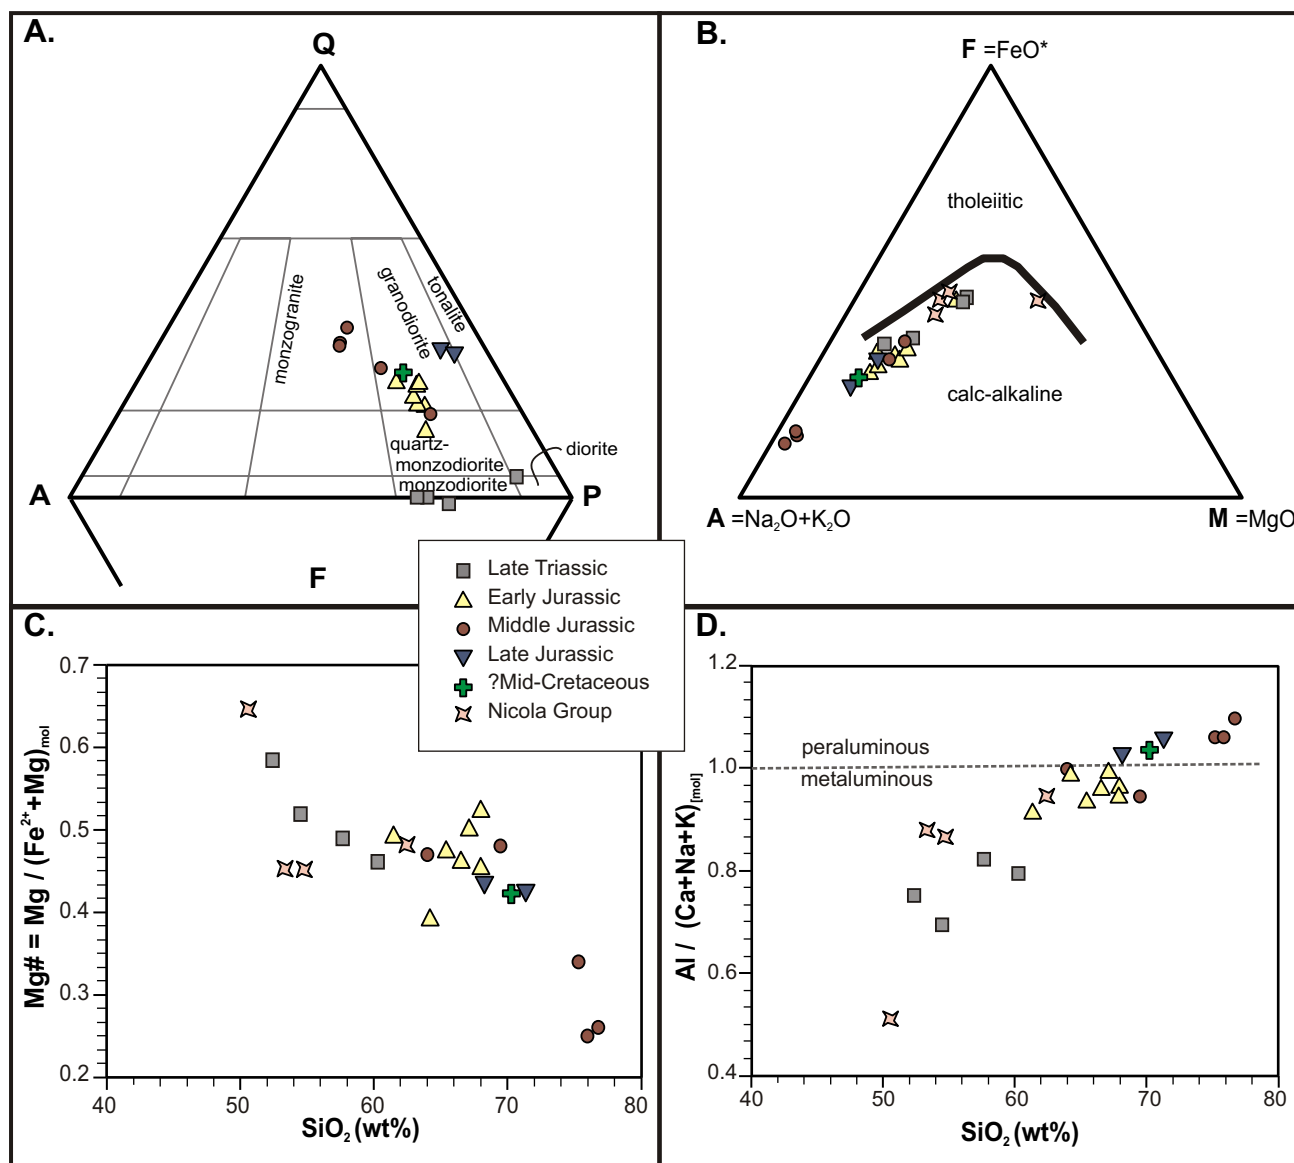 A.
Q
monzogranite
granodiorite
tonalite
quartz-
monzodiorite
monzodiorite
diorite
A
P
F
B.
F =FeO*
tholeiitic
calc-alkaline
A =Na₂O+K₂O
M =MgO
Late Triassic
Early Jurassic
Middle Jurassic
Late Jurassic
?Mid-Cretaceous
Nicola Group
C.
0.7
0.6
0.5
0.4
0.3
0.2
Mg# = Mg / (Fe²⁺+Mg)mol
40 50 60 70 80
SiO₂ (wt%)
D.
1.2
1.0
0.8
0.6
0.4
Al / (Ca+Na+K)[mol]
peraluminous
metaluminous
40 50 60 70 80
SiO₂ (wt%)